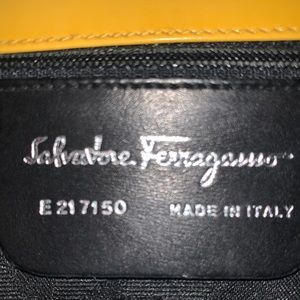 Salvatore Ferragamo
E 21 7150 MADE IN ITALY